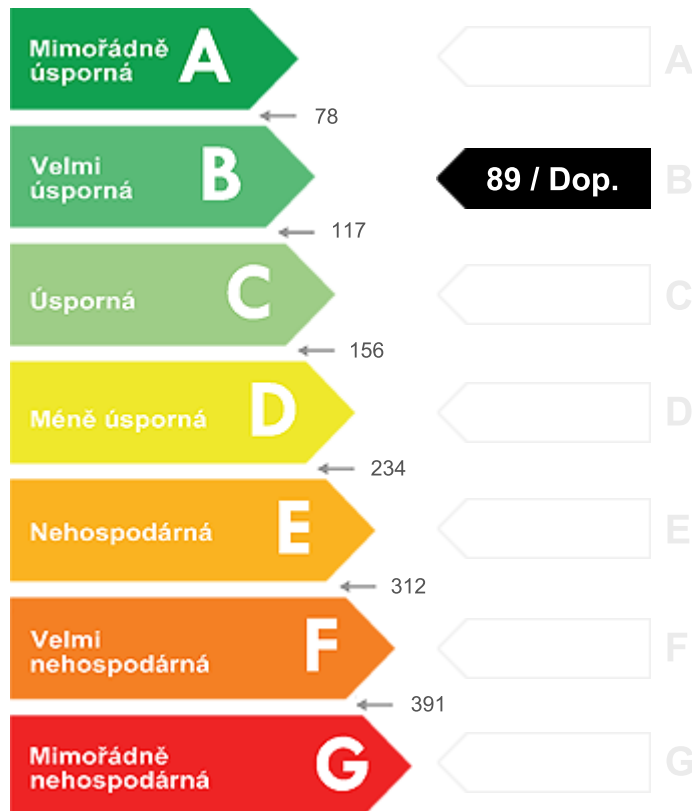 Mimořádně
úsporná
A
A
78
Velmi
úsporná
B
89 / Dop.
B
117
Úsporná
C
C
156
Méně úsporná
D
D
234
Nehospodárná
E
E
312
Velmi
nehospodárná
F
F
391
Mimořádně
nehospodárná
G
G